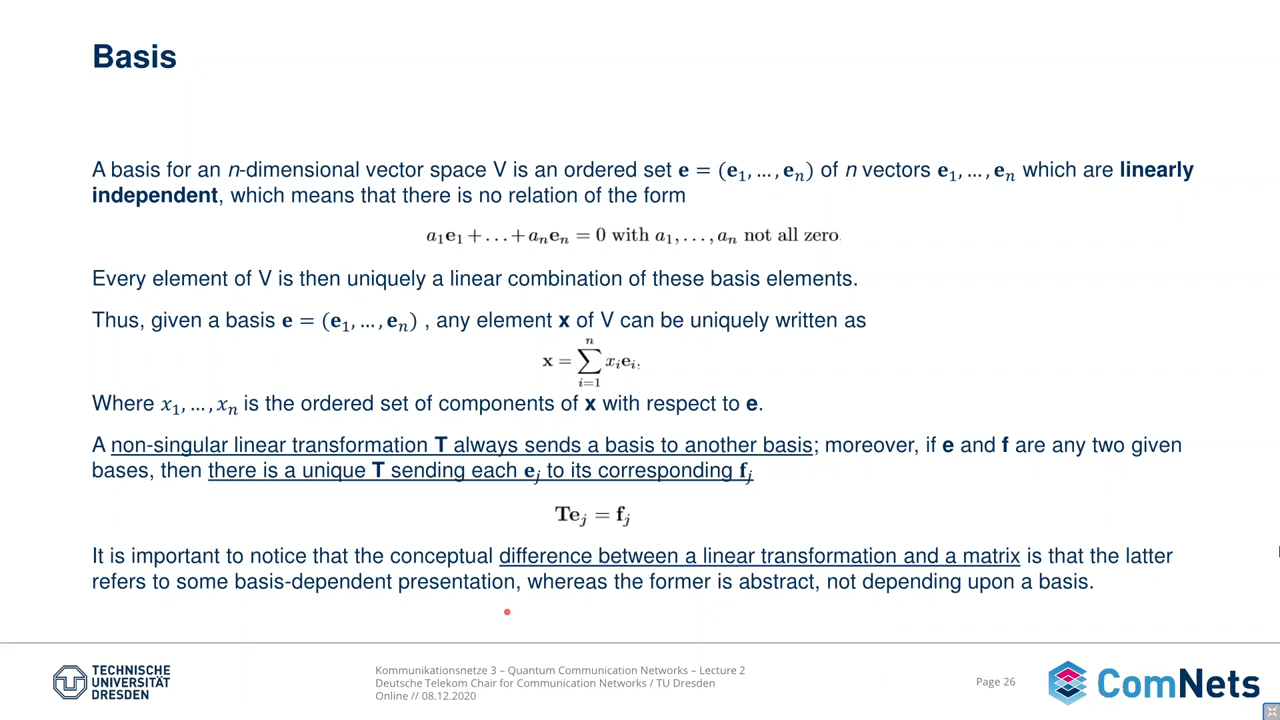 Basis
A basis for an n-dimensional vector space V is an ordered set 𝐞 = (𝐞₁, …, 𝐞ₙ) of n vectors 𝐞₁, …, 𝐞ₙ which are linearly
independent, which means that there is no relation of the form
a₁e₁ + . . . + aₙeₙ = 0 with a₁, . . . , aₙ not all zero.
Every element of V is then uniquely a linear combination of these basis elements.
Thus, given a basis 𝐞 = (𝐞₁, …, 𝐞ₙ) , any element x of V can be uniquely written as
x = ∑ᵢ₌₁ⁿ xᵢeᵢ,
Where x₁, …, xₙ is the ordered set of components of x with respect to e.
A non-singular linear transformation T always sends a basis to another basis; moreover, if e and f are any two given
bases, then there is a unique T sending each eⱼ to its corresponding fⱼ
Teⱼ = fⱼ
It is important to notice that the conceptual difference between a linear transformation and a matrix is that the latter
refers to some basis-dependent presentation, whereas the former is abstract, not depending upon a basis.
TECHNISCHE
UNIVERSITÄT
DRESDEN
Kommunikationsnetze 3 – Quantum Communication Networks – Lecture 2
Deutsche Telekom Chair for Communication Networks / TU Dresden
Online // 08.12.2020
Page 26
ComNets